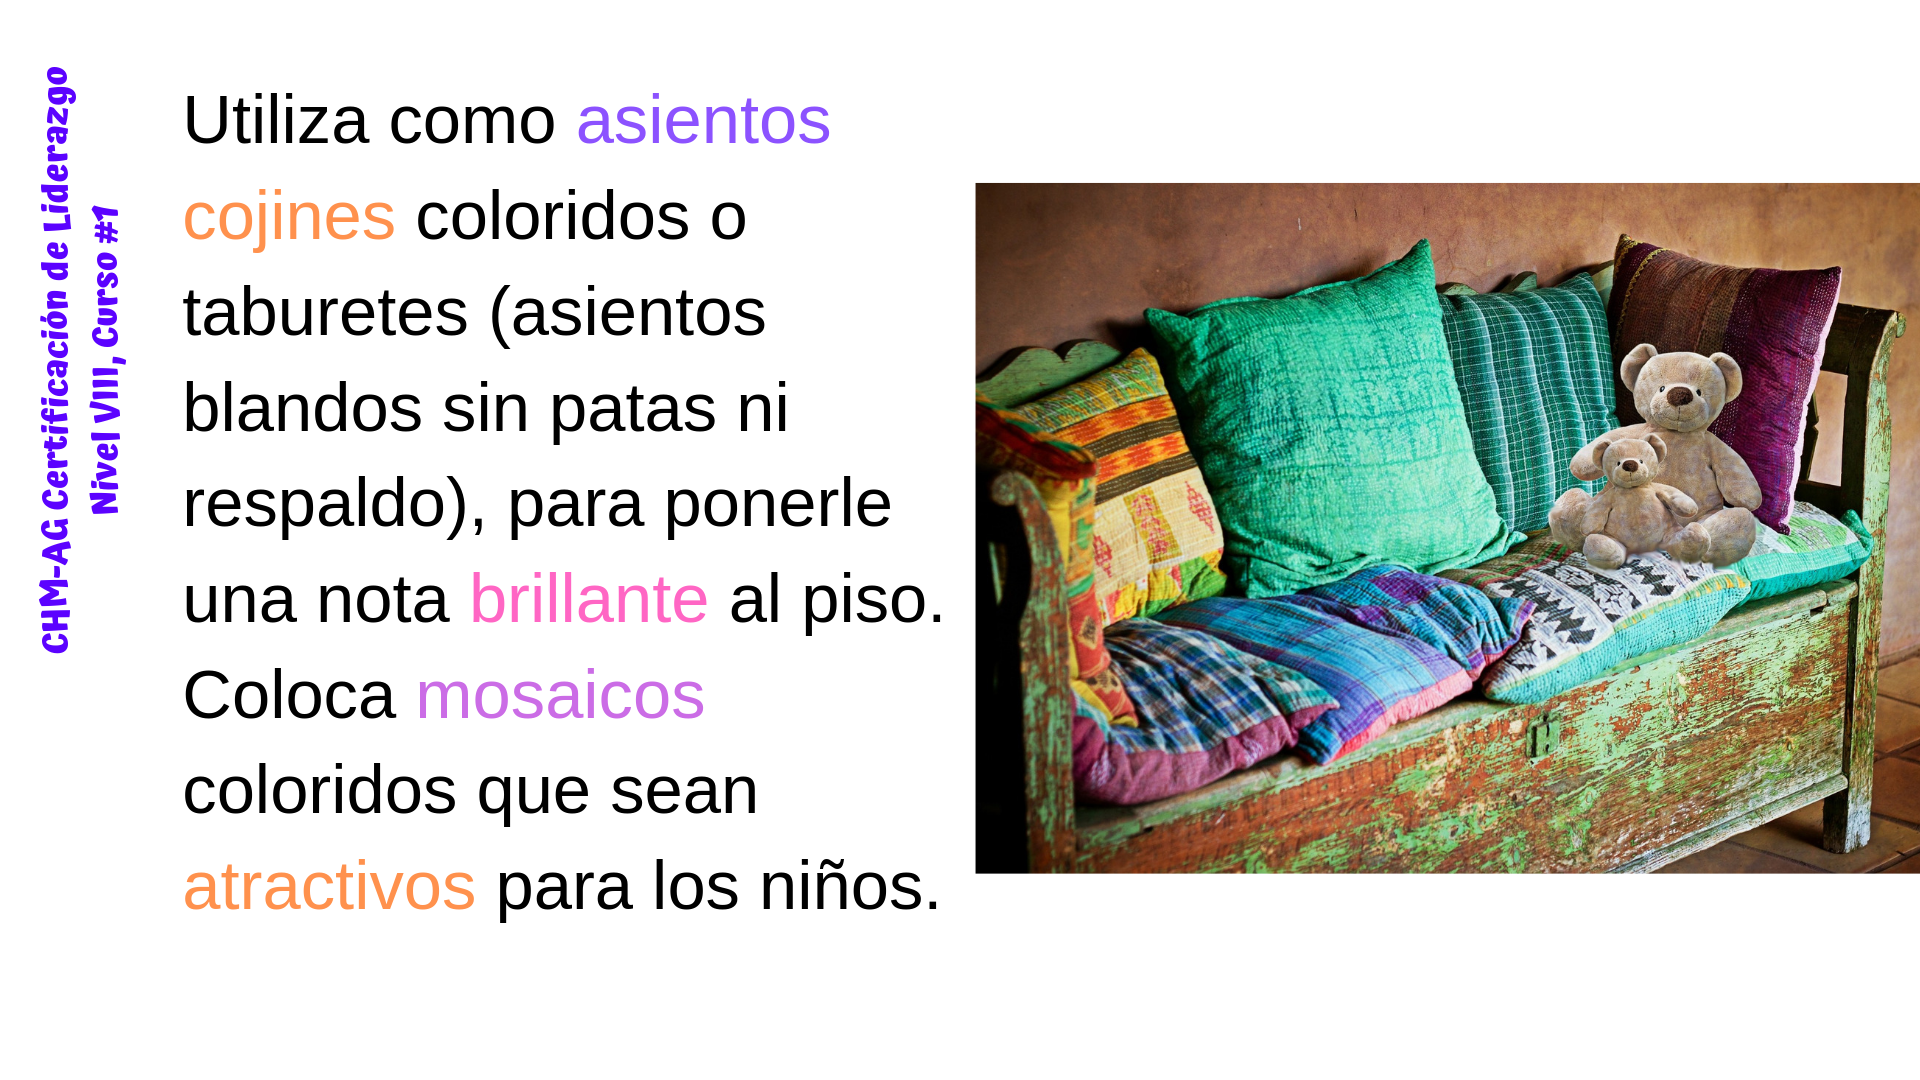 CHM-AG Certificación de Liderazgo
Nivel VIII, Curso #1
Utiliza como asientos
cojines coloridos o
taburetes (asientos
blandos sin patas ni
respaldo), para ponerle
una nota brillante al piso.
Coloca mosaicos
coloridos que sean
atractivos para los niños.